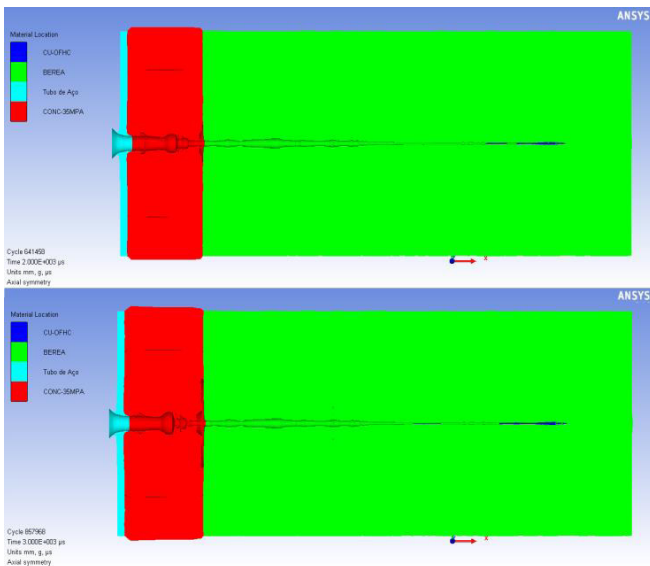 ANSYS
Material Location
CU-OFHC
BEREA
Tubo de Aço
CONC-35MPA
Cycle 641458
Time 2.000E+003 µs
Units mm, g, µs
Axial symmetry
x
ANSYS
Material Location
CU-OFHC
BEREA
Tubo de Aço
CONC-35MPA
Cycle 857968
Time 3.000E+003 µs
Units mm, g, µs
Axial symmetry
x